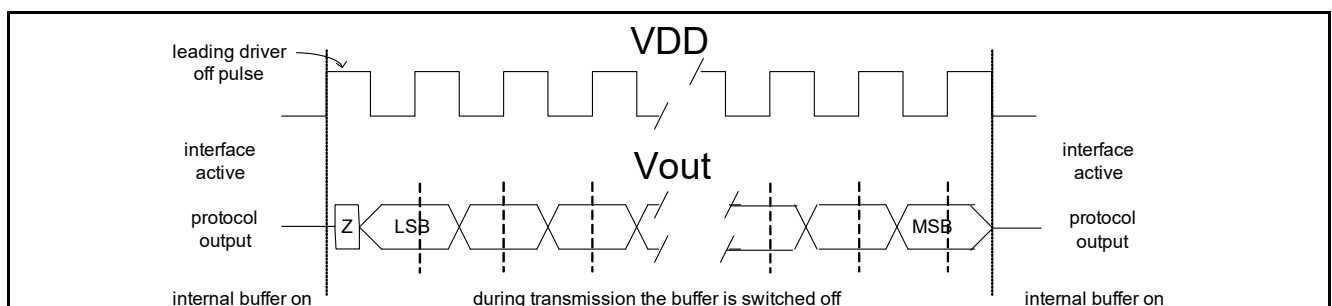 VDD
leading driver
off pulse
interface
active
Vout
interface
active
protocol
output
Z
LSB
MSB
protocol
output
internal buffer on
during transmission the buffer is switched off
internal buffer on